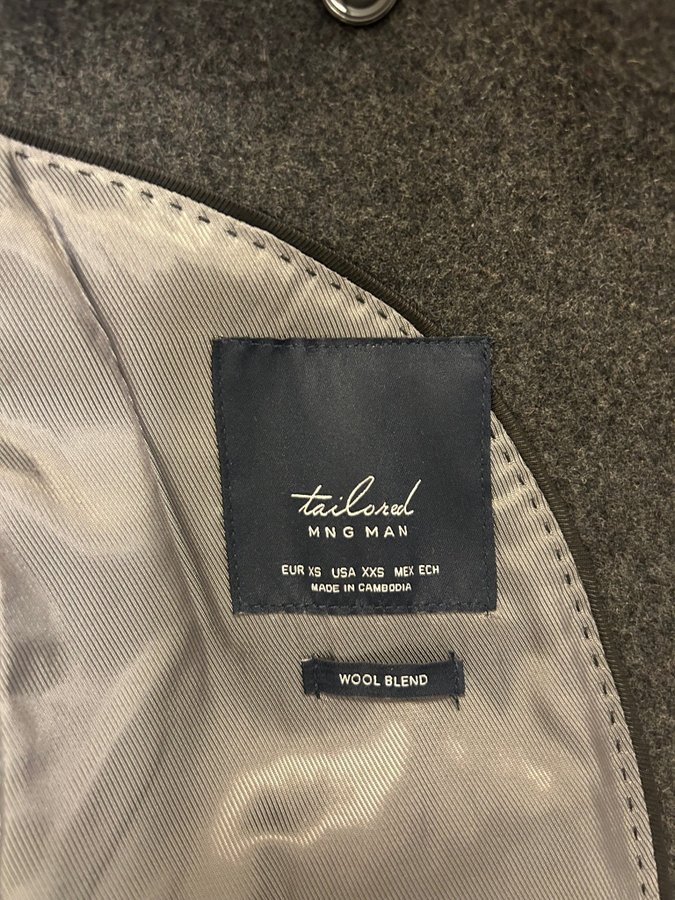 tailored
MNG MAN
EUR XS USA XXS MEX ECH
MADE IN CAMBODIA
WOOL BLEND